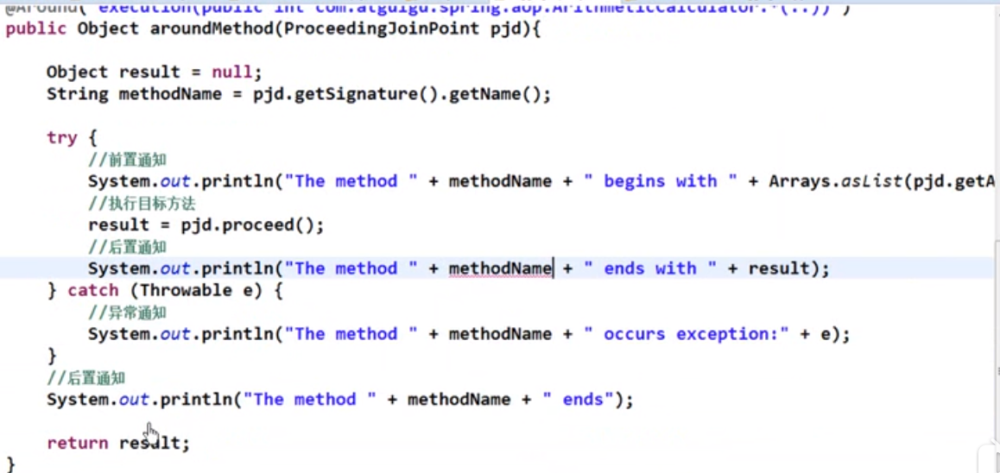 @Around("execution(public int com.atguigu.spring.aop.ArithmeticCalculator.*(..))")
public Object aroundMethod(ProceedingJoinPoint pjd){
Object result = null;
String methodName = pjd.getSignature().getName();
try {
//前置通知
System.out.println("The method " + methodName + " begins with " + Arrays.asList(pjd.getA
//执行目标方法
result = pjd.proceed();
//后置通知
System.out.println("The method " + methodName + " ends with " + result);
} catch (Throwable e) {
//异常通知
System.out.println("The method " + methodName + " occurs exception:" + e);
}
//后置通知
System.out.println("The method " + methodName + " ends");
return result;
}